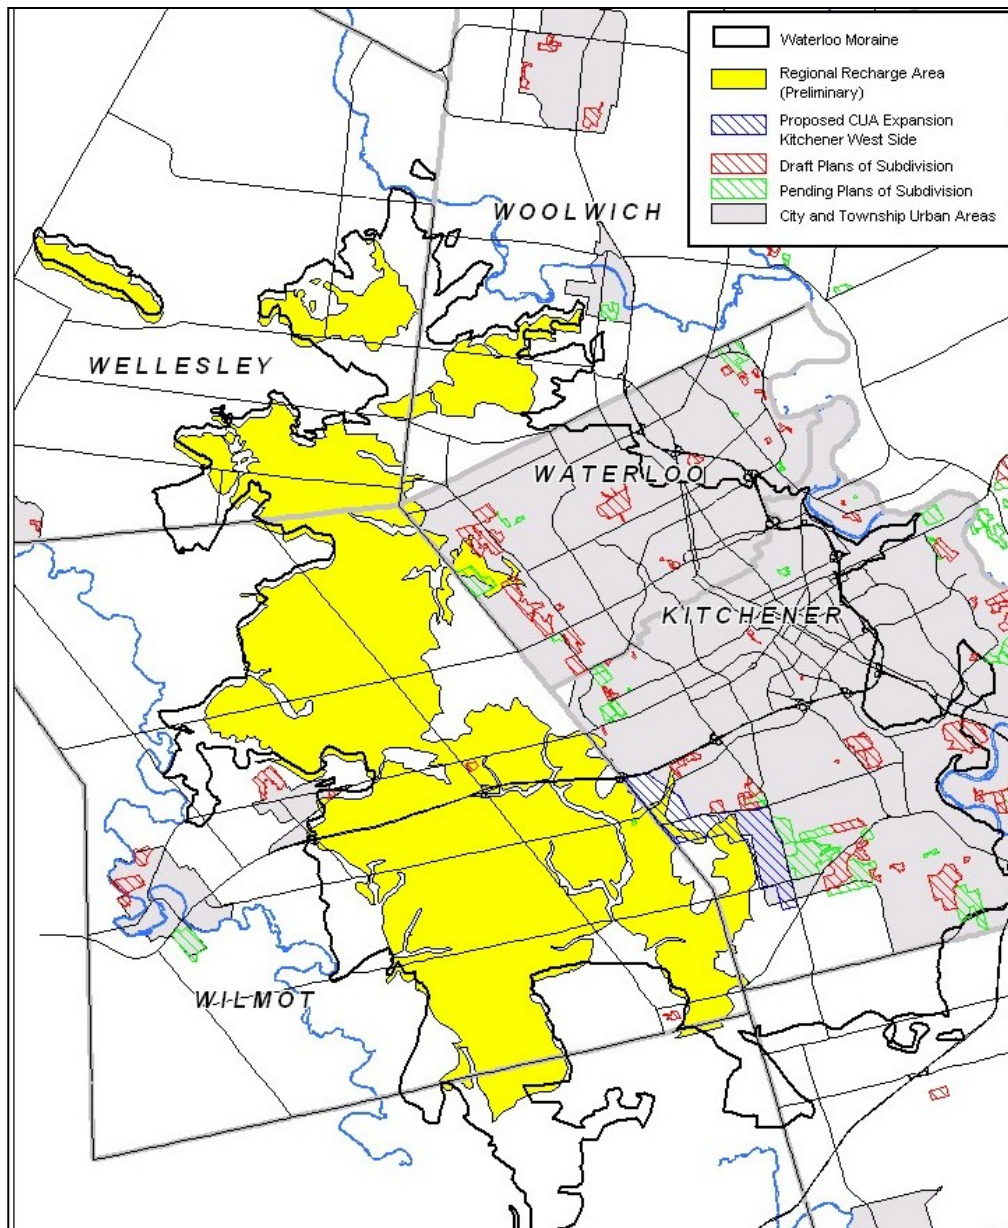 Waterloo Moraine
Regional Recharge Area
(Preliminary)
Proposed CUA Expansion
Kitchener West Side
Draft Plans of Subdivision
Pending Plans of Subdivision
City and Township Urban Areas
WOOLWICH
WELLESLEY
WATERLOO
KITCHENER
WILMOT